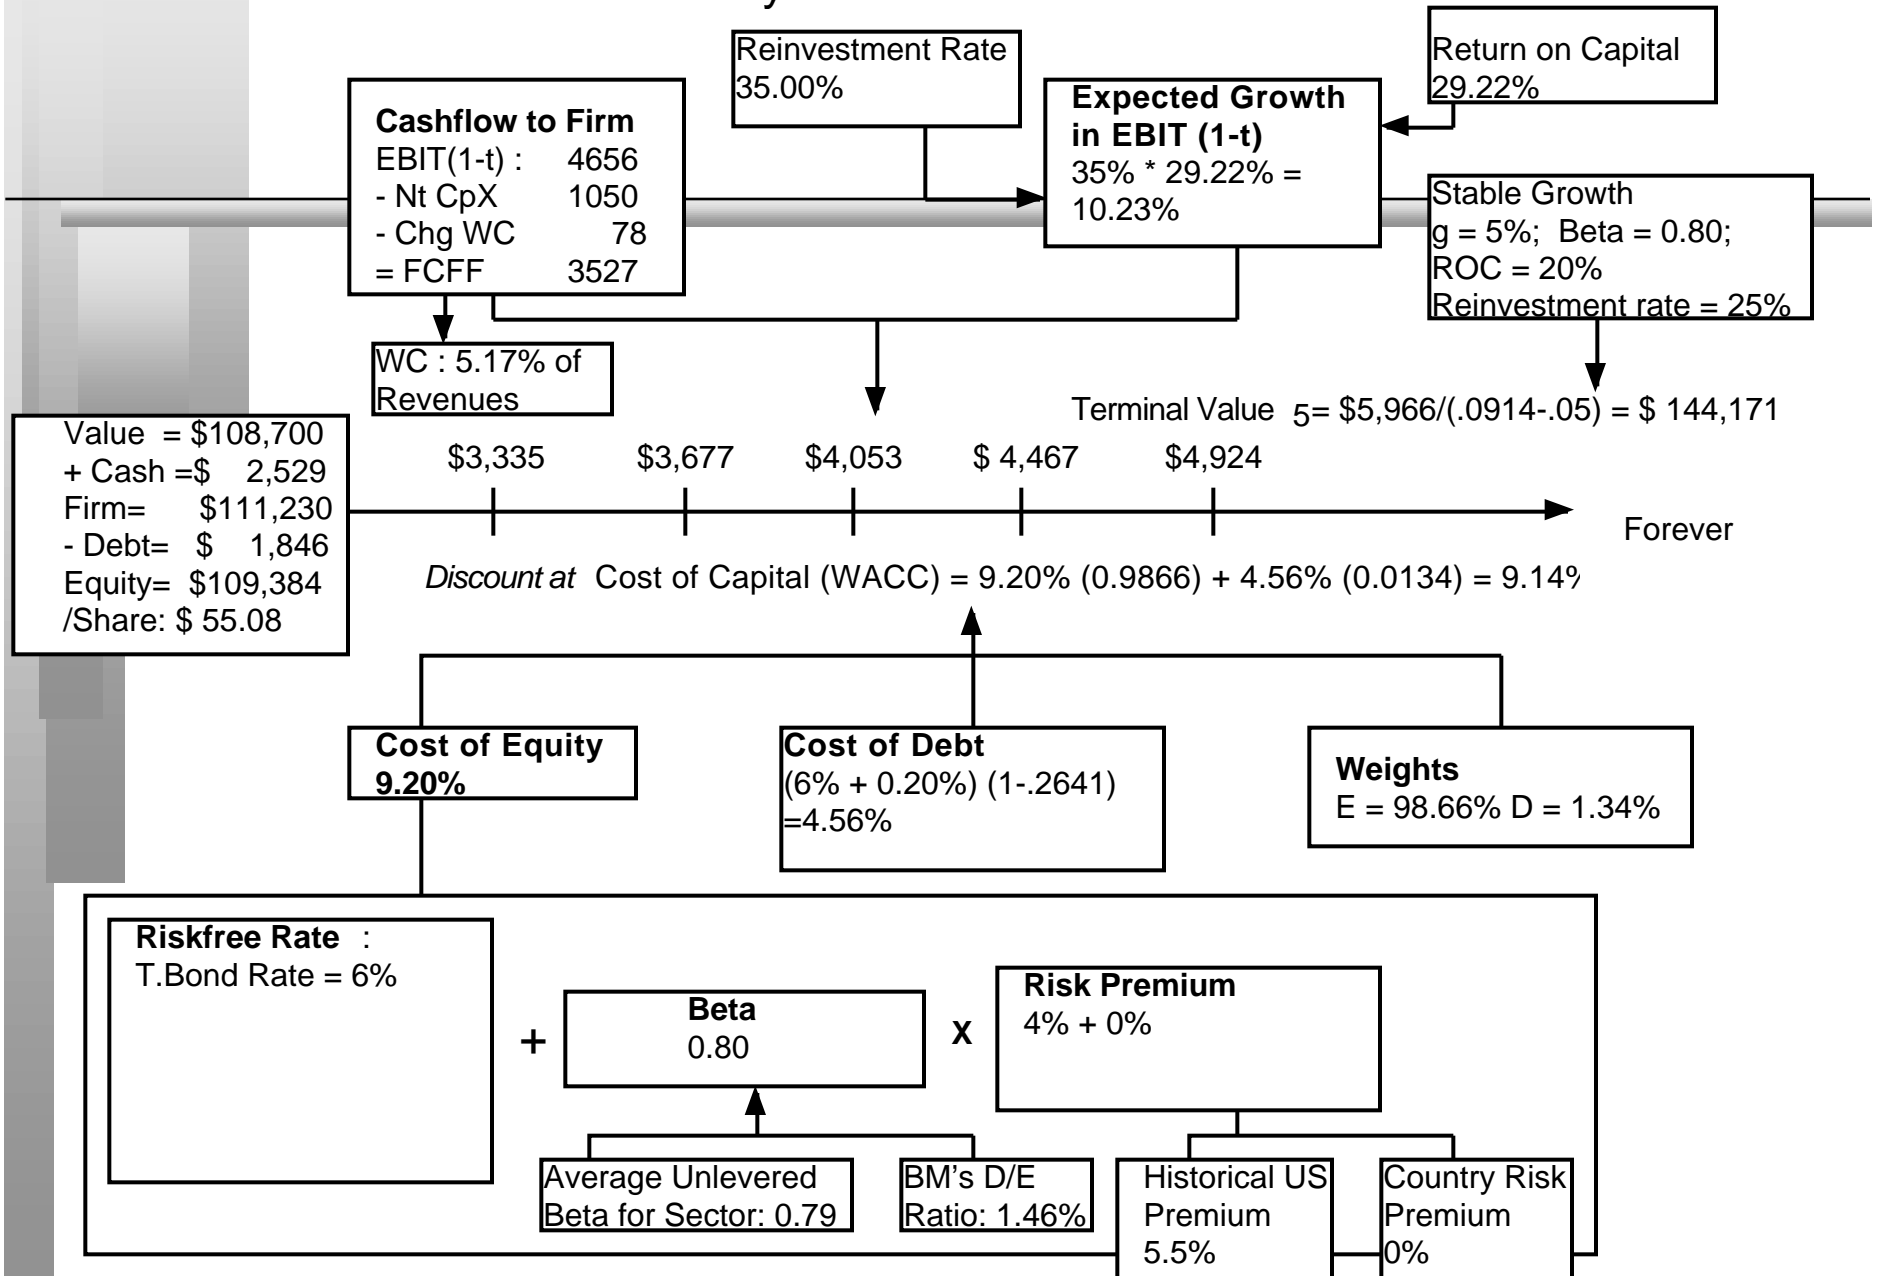 Reinvestment Rate
35.00%
Return on Capital
29.22%
Cashflow to Firm
EBIT(1-t) : 4656
- Nt CpX 1050
- Chg WC 78
= FCFF 3527
Expected Growth
in EBIT (1-t)
35% * 29.22% =
10.23%
Stable Growth
g = 5%; Beta = 0.80;
ROC = 20%
Reinvestment rate = 25%
WC : 5.17% of
Revenues
Terminal Value 5= $5,966/(.0914-.05) = $ 144,171
Value = $108,700
+ Cash =$ 2,529
Firm= $111,230
- Debt= $ 1,846
Equity= $109,384
/Share: $ 55.08
$3,335 $3,677 $4,053 $ 4,467 $4,924
Forever
Discount at Cost of Capital (WACC) = 9.20% (0.9866) + 4.56% (0.0134) = 9.14%
Cost of Equity
9.20%
Cost of Debt
(6% + 0.20%) (1-.2641)
=4.56%
Weights
E = 98.66% D = 1.34%
Riskfree Rate :
T.Bond Rate = 6%
+
Beta
0.80
X
Risk Premium
4% + 0%
Average Unlevered
Beta for Sector: 0.79
BM's D/E
Ratio: 1.46%
Historical US
Premium
5.5%
Country Risk
Premium
0%